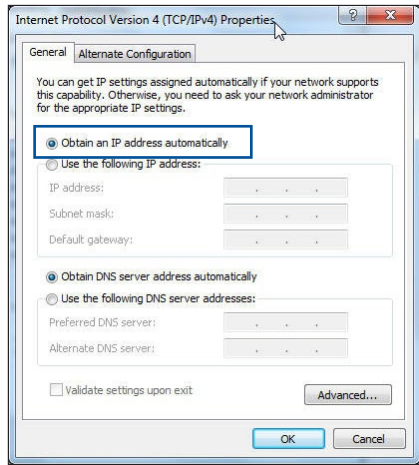 Internet Protocol Version 4 (TCP/IPv4) Properties
General
Alternate Configuration
You can get IP settings assigned automatically if your network supports
this capability. Otherwise, you need to ask your network administrator
for the appropriate IP settings.
Obtain an IP address automatically
Use the following IP address:
IP address:
Subnet mask:
Default gateway:
Obtain DNS server address automatically
Use the following DNS server addresses:
Preferred DNS server:
Alternate DNS server:
Validate settings upon exit
Advanced...
OK
Cancel